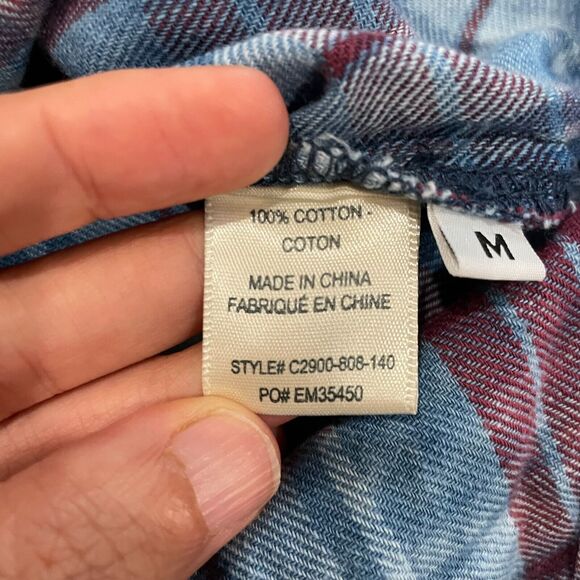 100% COTTON -
COTON
MADE IN CHINA
FABRIQUÉ EN CHINE
STYLE# C2900-808-140
PO# EM35450
M